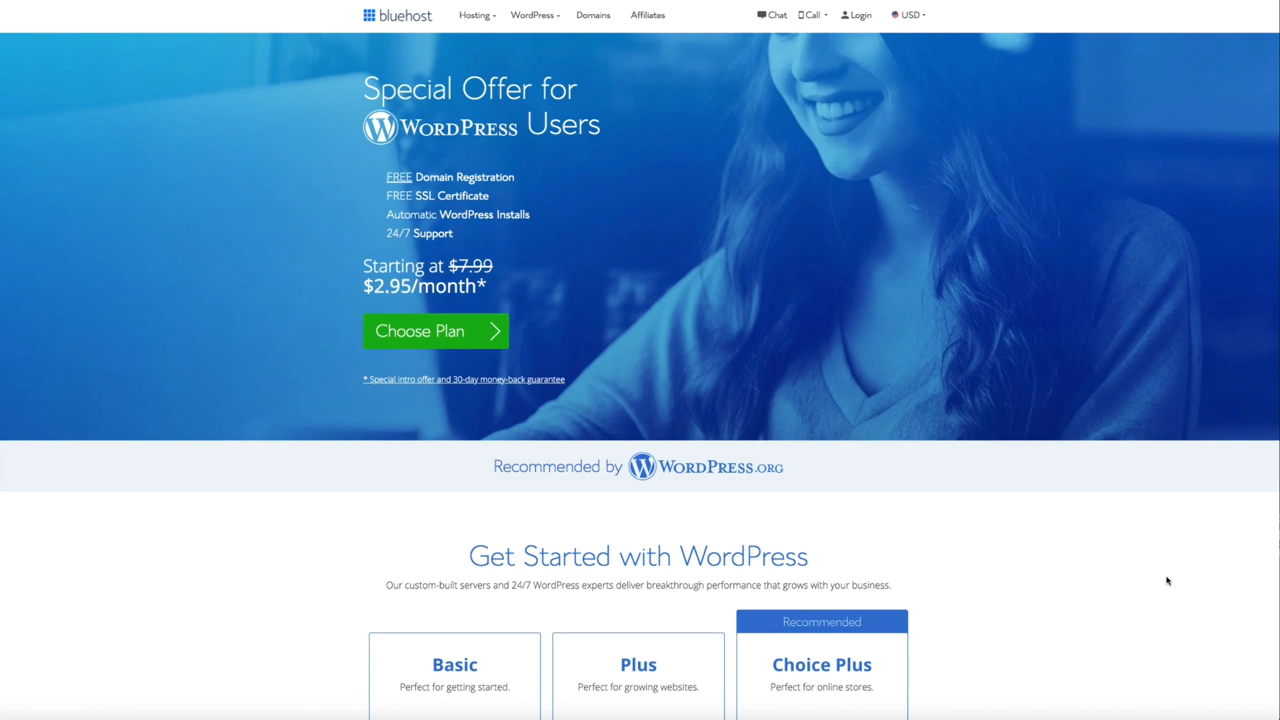 bluehost Hosting WordPress Domains Affiliates Chat Call Login USD
Special Offer for
WORDPRESS Users
FREE Domain Registration
FREE SSL Certificate
Automatic WordPress Installs
24/7 Support
Starting at $7.99
$2.95/month*
Choose Plan
* Special intro offer and 30-day money-back guarantee
Recommended by WORDPRESS.ORG
Get Started with WordPress
Our custom-built servers and 24/7 WordPress experts deliver breakthrough performance that grows with your business.
Recommended
Basic Plus Choice Plus
Perfect for getting started. Perfect for growing websites. Perfect for online stores.